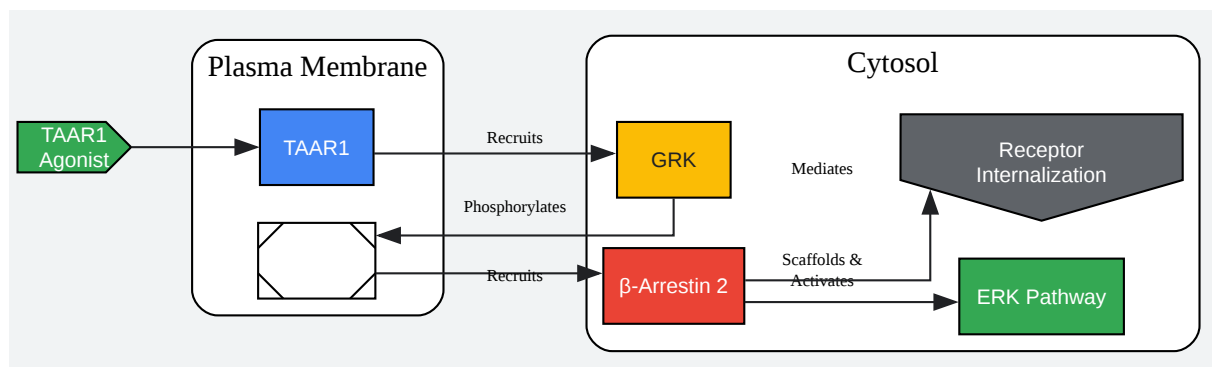 Plasma Membrane
Cytosol
TAAR1
Agonist
TAAR1
Recruits
GRK
Mediates
Receptor
Internalization
Phosphorylates
Recruits
β-Arrestin 2
Scaffolds &
Activates
ERK Pathway